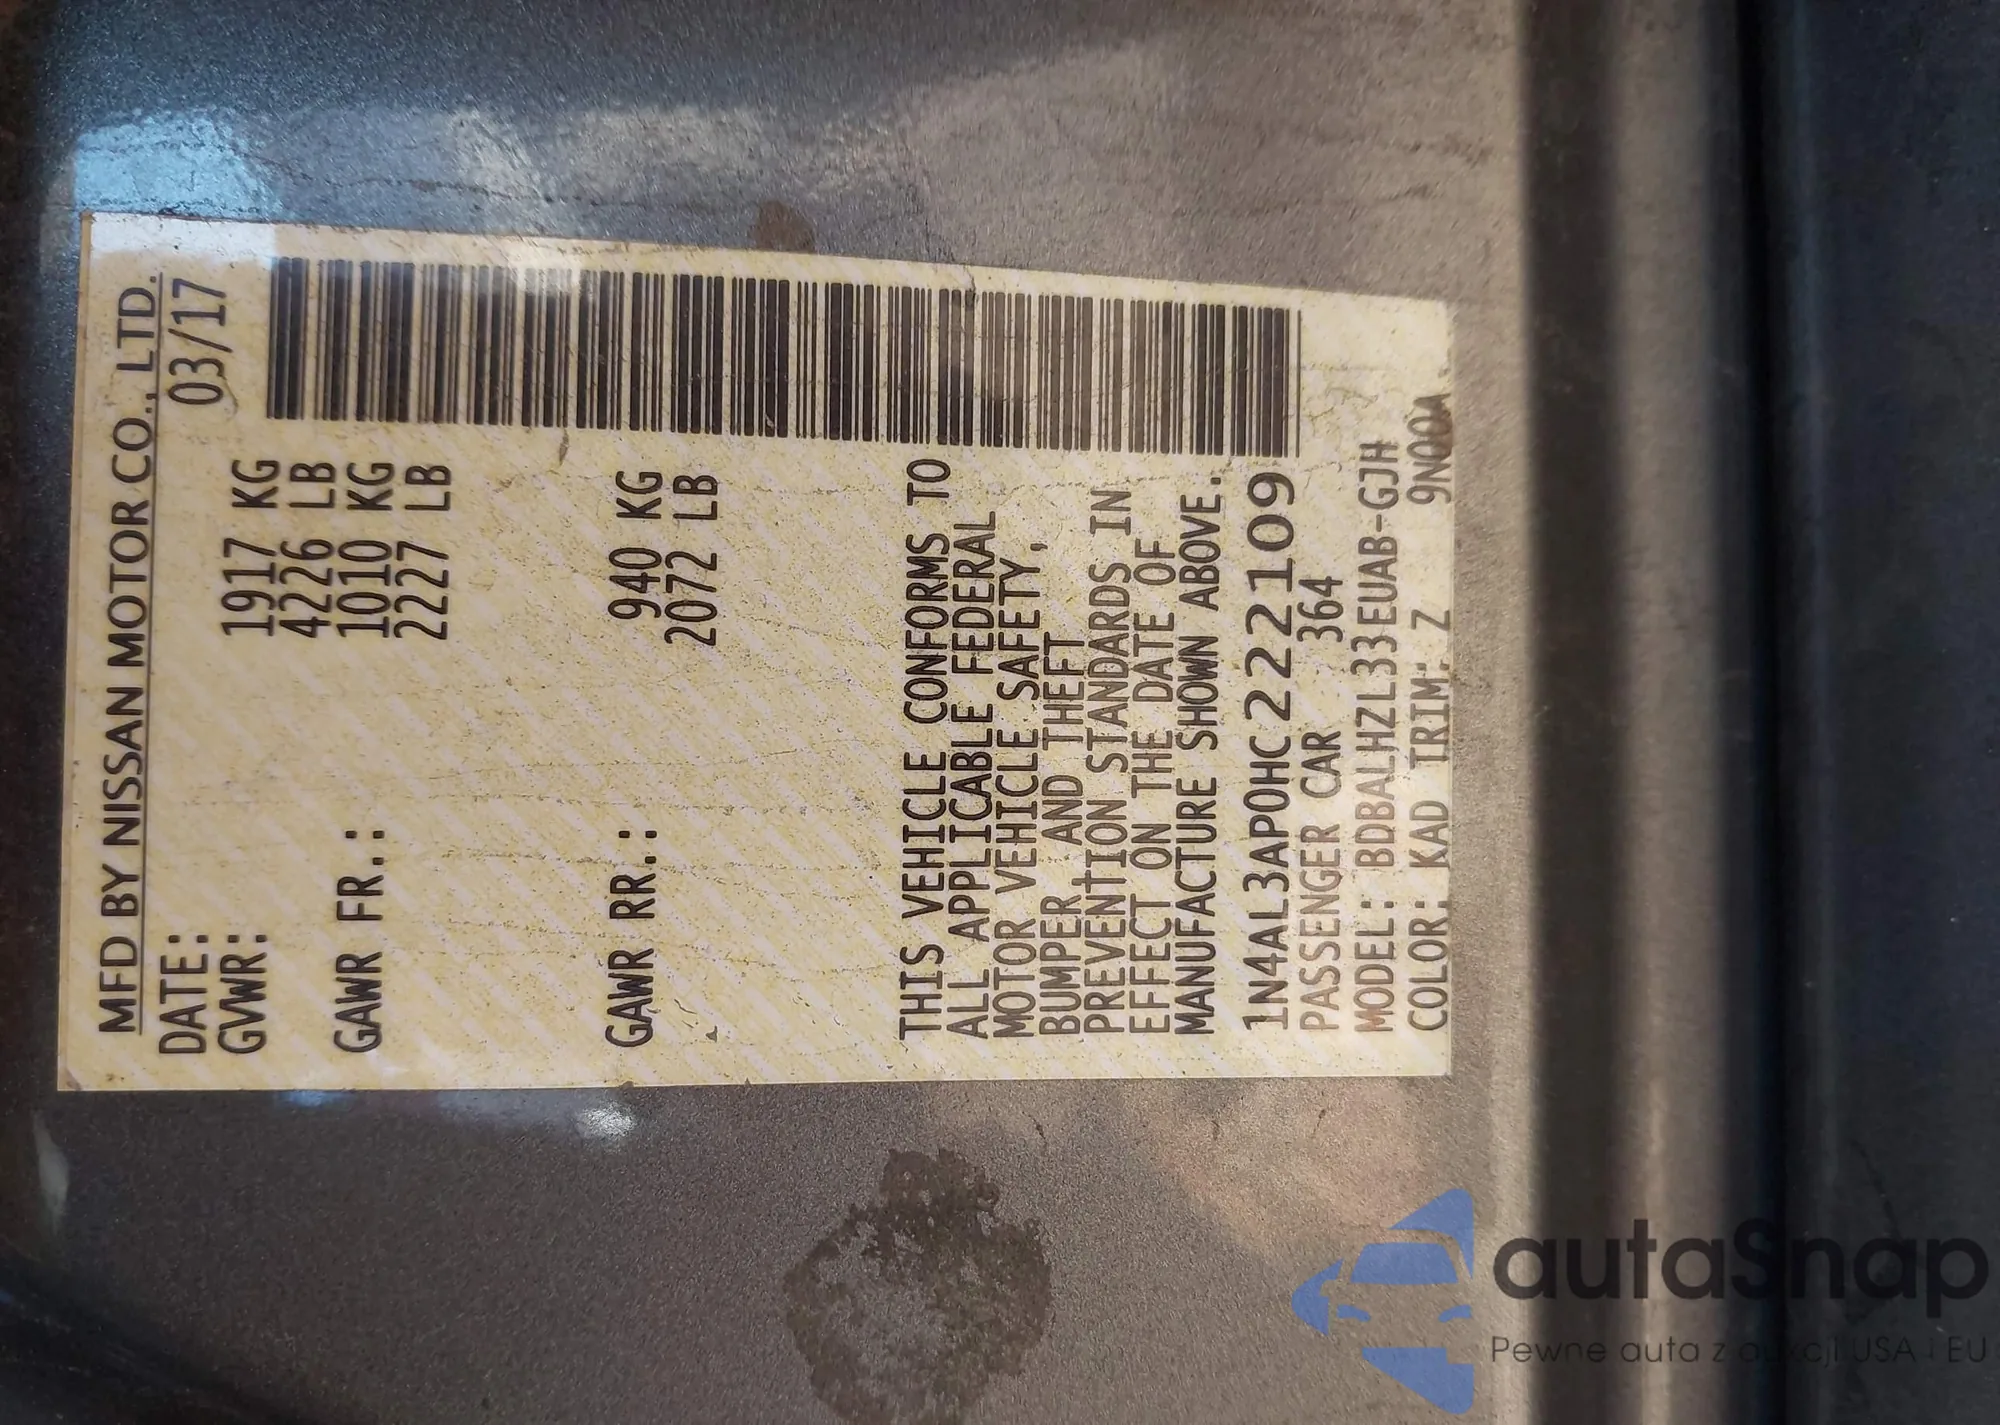 MFD BY NISSAN MOTOR CO., LTD.
DATE: 03/17
GVWR: 1917 KG
4226 LB
GAWR FR.: 1010 KG
2227 LB
GAWR RR.: 940 KG
2072 LB
THIS VEHICLE CONFORMS TO
ALL APPLICABLE FEDERAL
MOTOR VEHICLE SAFETY,
BUMPER AND THEFT
PREVENTION STANDARDS IN
EFFECT ON THE DATE OF
MANUFACTURE SHOWN ABOVE.
1N4AL3AP0HC222109
PASSENGER CAR 364
MODEL: BDBALHZL33EUAB-GJH
COLOR: KAD TRIM: Z 9N00A
autaSnap
Pewne auta z aukcji USA i EU